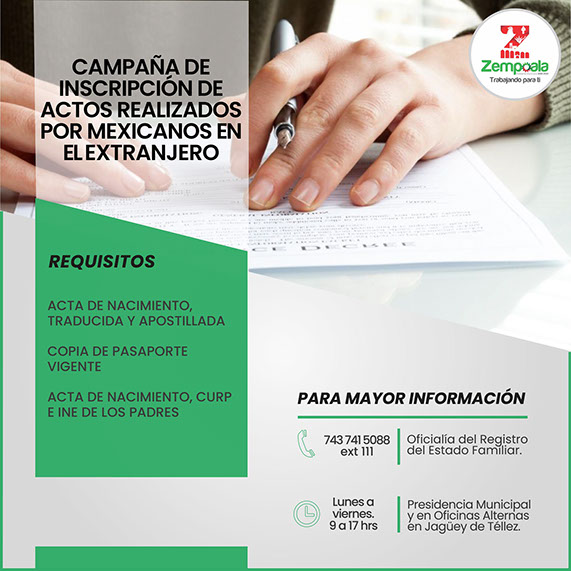 Zempoala
Trabajando para ti
CAMPAÑA DE
INSCRIPCIÓN DE
ACTOS REALIZADOS
POR MEXICANOS EN
EL EXTRANJERO
CE DECREE
REQUISITOS
ACTA DE NACIMIENTO,
TRADUCIDA Y APOSTILLADA
COPIA DE PASAPORTE
VIGENTE
ACTA DE NACIMIENTO, CURP
E INE DE LOS PADRES
PARA MAYOR INFORMACIÓN
743 741 5088
ext 111
Oficialía del Registro
del Estado Familiar.
Lunes a
viernes.
9 a 17 hrs
Presidencia Municipal
y en Oficinas Alternas
en Jagüey de Téllez.